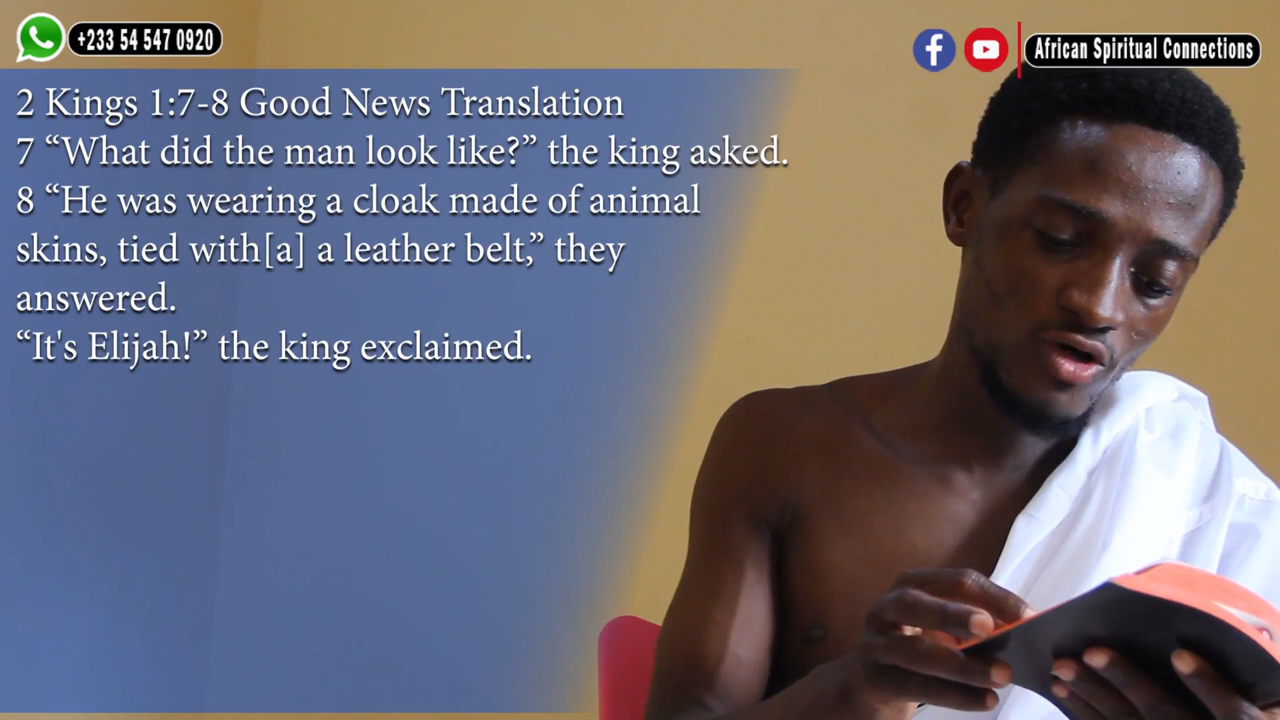 +233 54 547 0920
African Spiritual Connections
2 Kings 1:7-8 Good News Translation
7 “What did the man look like?” the king asked.
8 “He was wearing a cloak made of animal
skins, tied with[a] a leather belt,” they
answered.
“It's Elijah!” the king exclaimed.